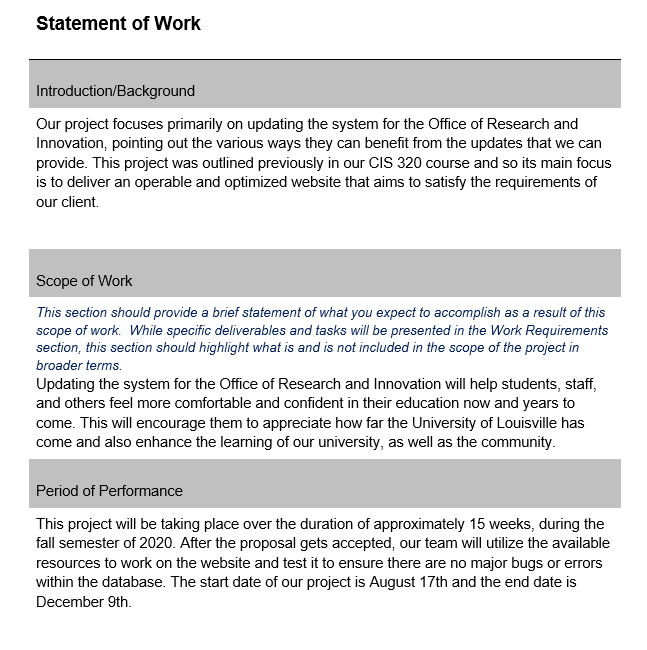 Statement of Work
Introduction/Background
Our project focuses primarily on updating the system for the Office of Research and
Innovation, pointing out the various ways they can benefit from the updates that we can
provide. This project was outlined previously in our CIS 320 course and so its main focus
is to deliver an operable and optimized website that aims to satisfy the requirements of
our client.
Scope of Work
This section should provide a brief statement of what you expect to accomplish as a result of this
scope of work.  While specific deliverables and tasks will be presented in the Work Requirements
section, this section should highlight what is and is not included in the scope of the project in
broader terms.
Updating the system for the Office of Research and Innovation will help students, staff,
and others feel more comfortable and confident in their education now and years to
come. This will encourage them to appreciate how far the University of Louisville has
come and also enhance the learning of our university, as well as the community.
Period of Performance
This project will be taking place over the duration of approximately 15 weeks, during the
fall semester of 2020. After the proposal gets accepted, our team will utilize the available
resources to work on the website and test it to ensure there are no major bugs or errors
within the database. The start date of our project is August 17th and the end date is
December 9th.